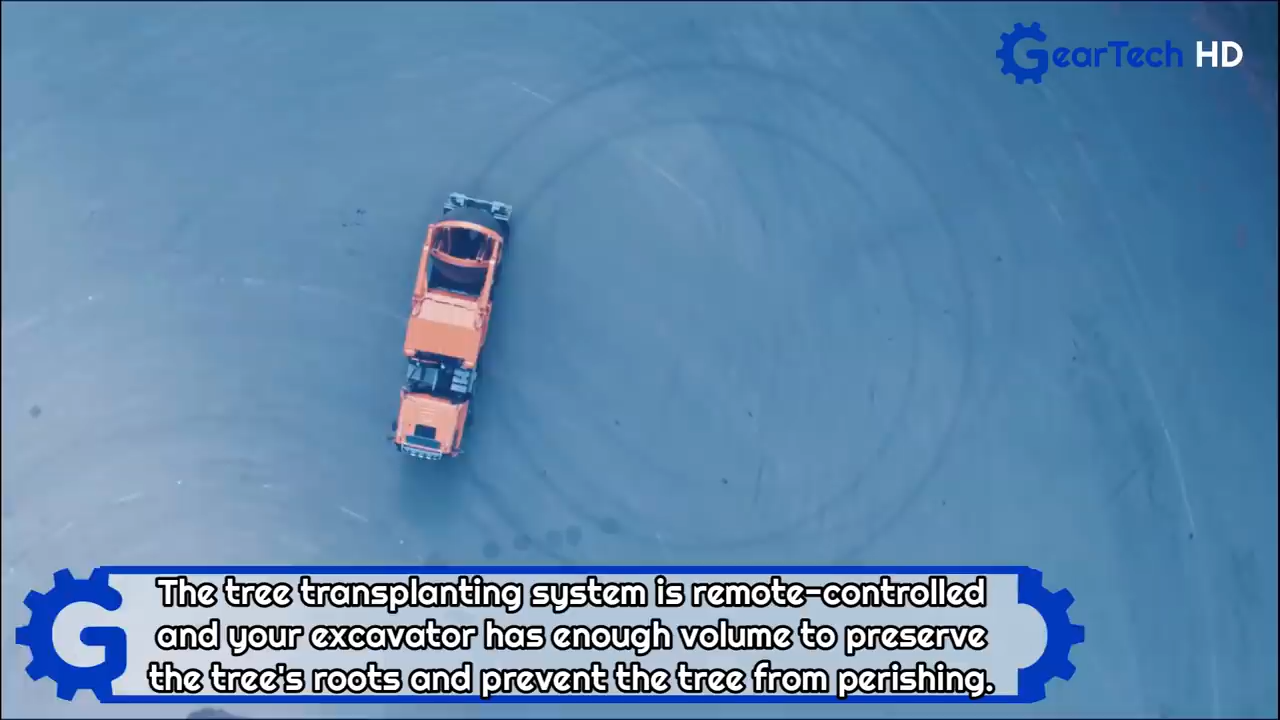 GearTech HD
The tree transplanting system is remote-controlled
and your excavator has enough volume to preserve
the tree's roots and prevent the tree from perishing.
G